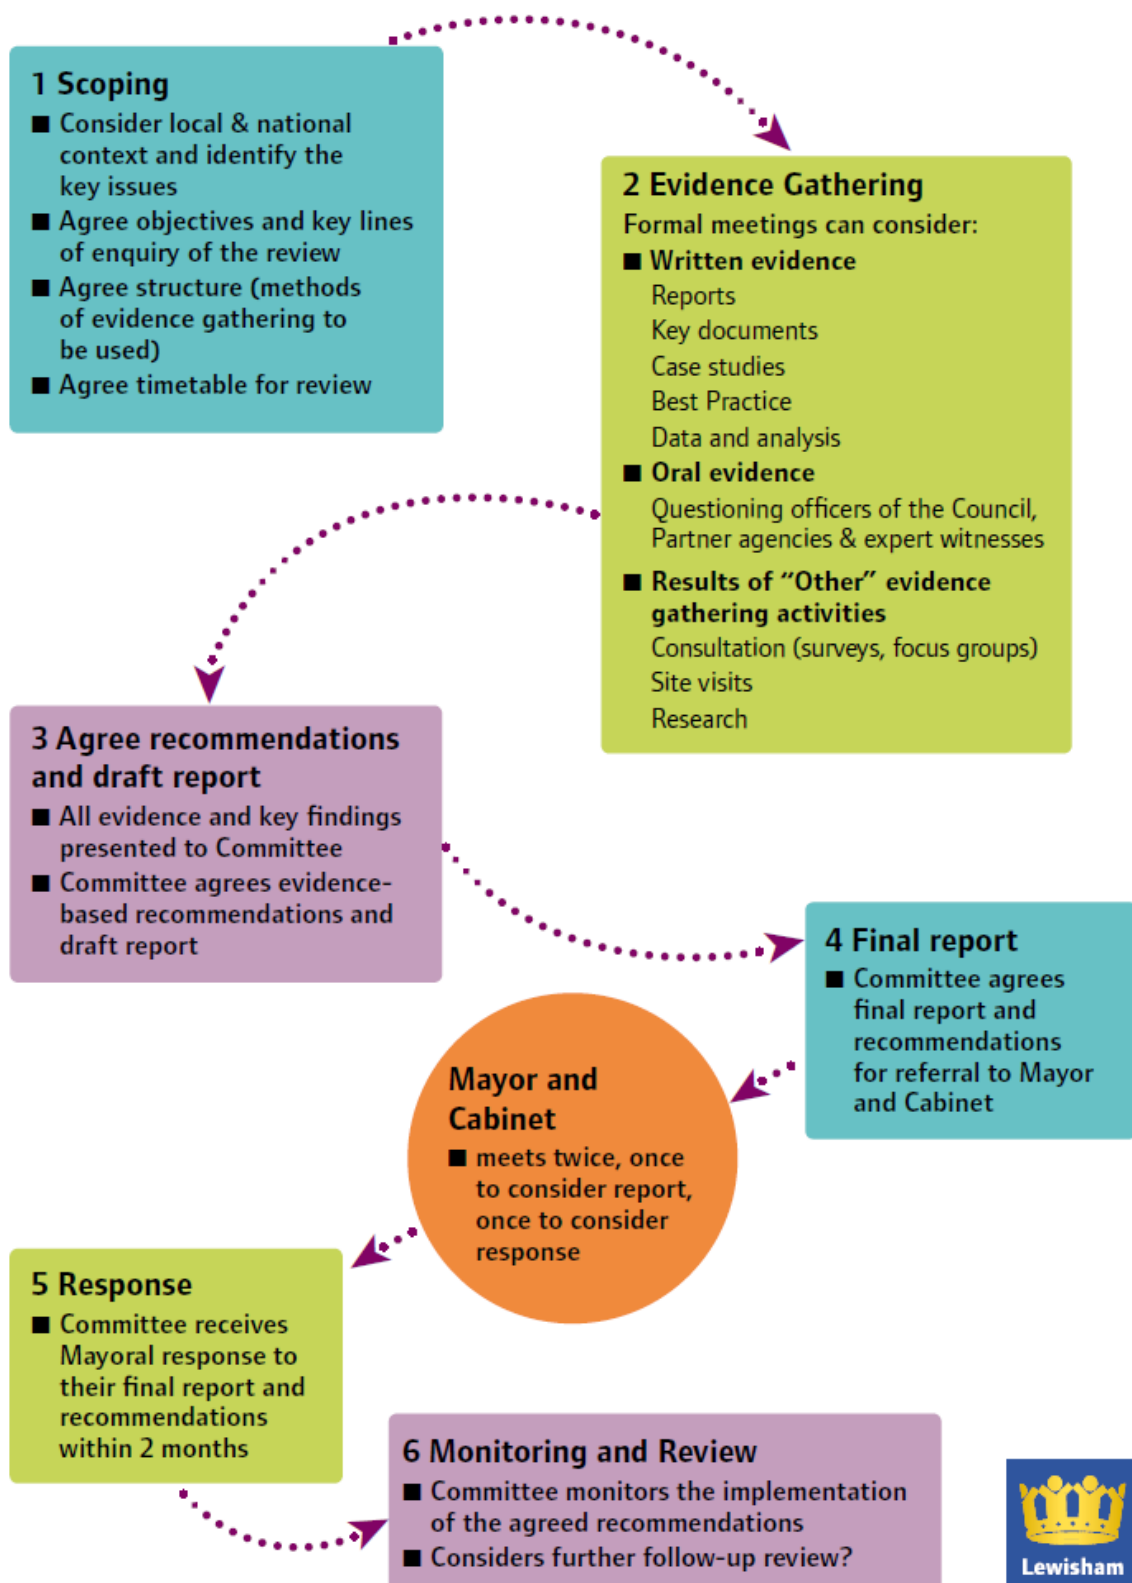 1 Scoping
■ Consider local & national
context and identify the
key issues
■ Agree objectives and key lines
of enquiry of the review
■ Agree structure (methods
of evidence gathering to
be used)
■ Agree timetable for review
2 Evidence Gathering
Formal meetings can consider:
■ Written evidence
Reports
Key documents
Case studies
Best Practice
Data and analysis
■ Oral evidence
Questioning officers of the Council,
Partner agencies & expert witnesses
■ Results of “Other” evidence
gathering activities
Consultation (surveys, focus groups)
Site visits
Research
3 Agree recommendations
and draft report
■ All evidence and key findings
presented to Committee
■ Committee agrees evidence-
based recommendations and
draft report
4 Final report
■ Committee agrees
final report and
recommendations
for referral to Mayor
and Cabinet
Mayor and
Cabinet
■ meets twice, once
to consider report,
once to consider
response
5 Response
■ Committee receives
Mayoral response to
their final report and
recommendations
within 2 months
6 Monitoring and Review
■ Committee monitors the implementation
of the agreed recommendations
■ Considers further follow-up review?
Lewisham